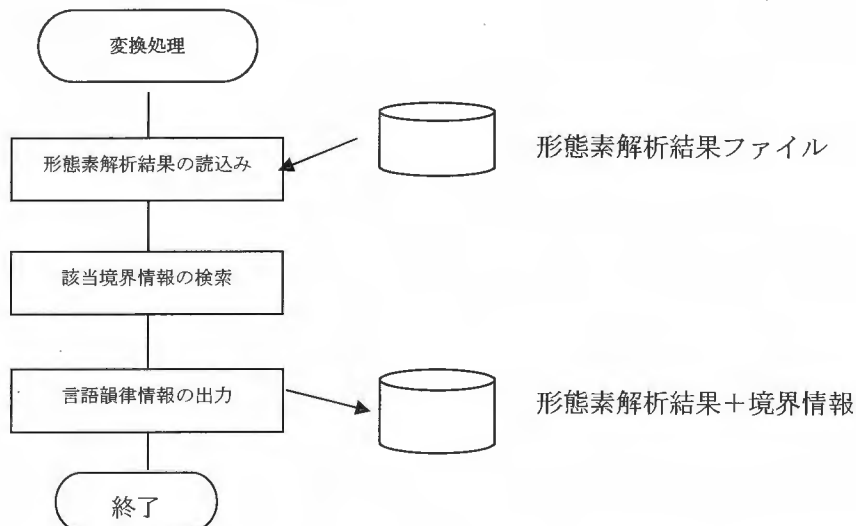 変換処理
形態素解析結果の読込み
形態素解析結果ファイル
該当境界情報の検索
言語韻律情報の出力
形態素解析結果＋境界情報
終了